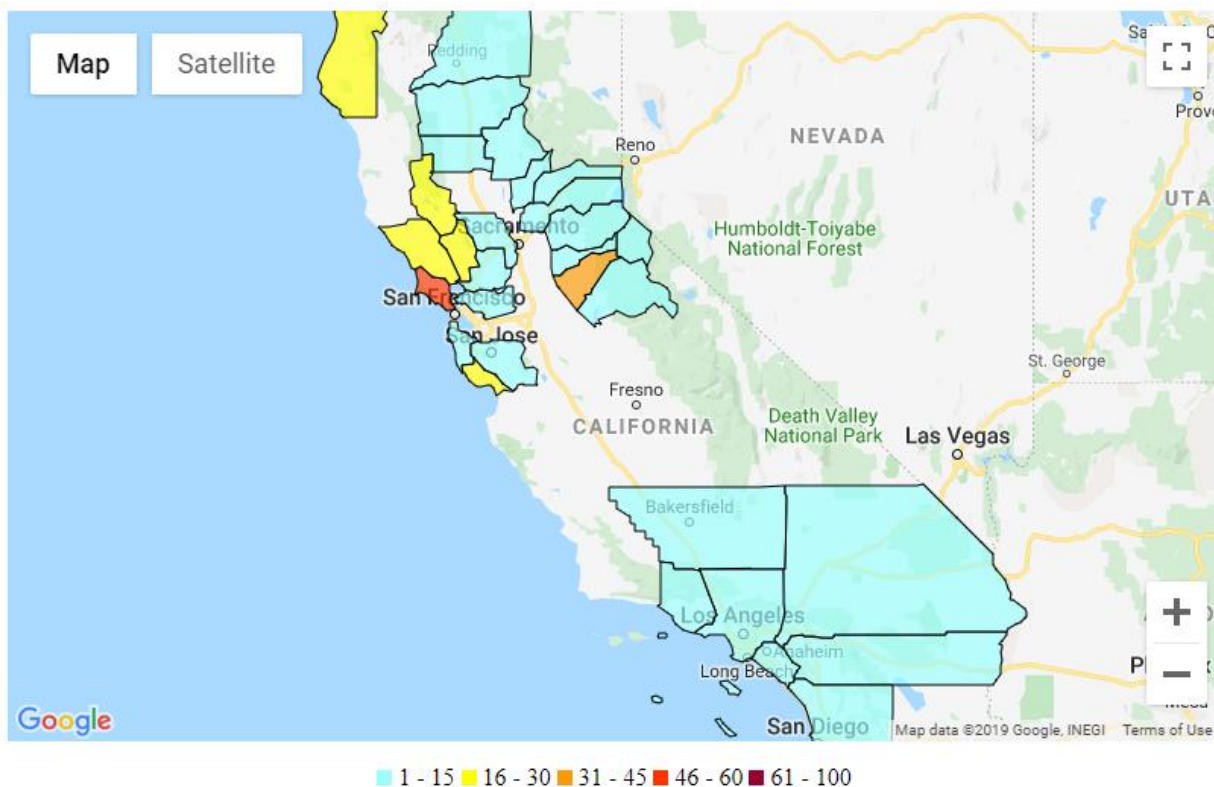 Map
Satellite
Redding
Reno
NEVADA
Prov
UTA
Sacramento
Humboldt-Toiyabe
National Forest
San Francisco
San Jose
St. George
Fresno
Death Valley
National Park
CALIFORNIA
Las Vegas
Bakersfield
Los Angeles
Anaheim
Long Beach
San Diego
Google
Map data ©2019 Google, INEGI
Terms of Use
1 - 15
16 - 30
31 - 45
46 - 60
61 - 100